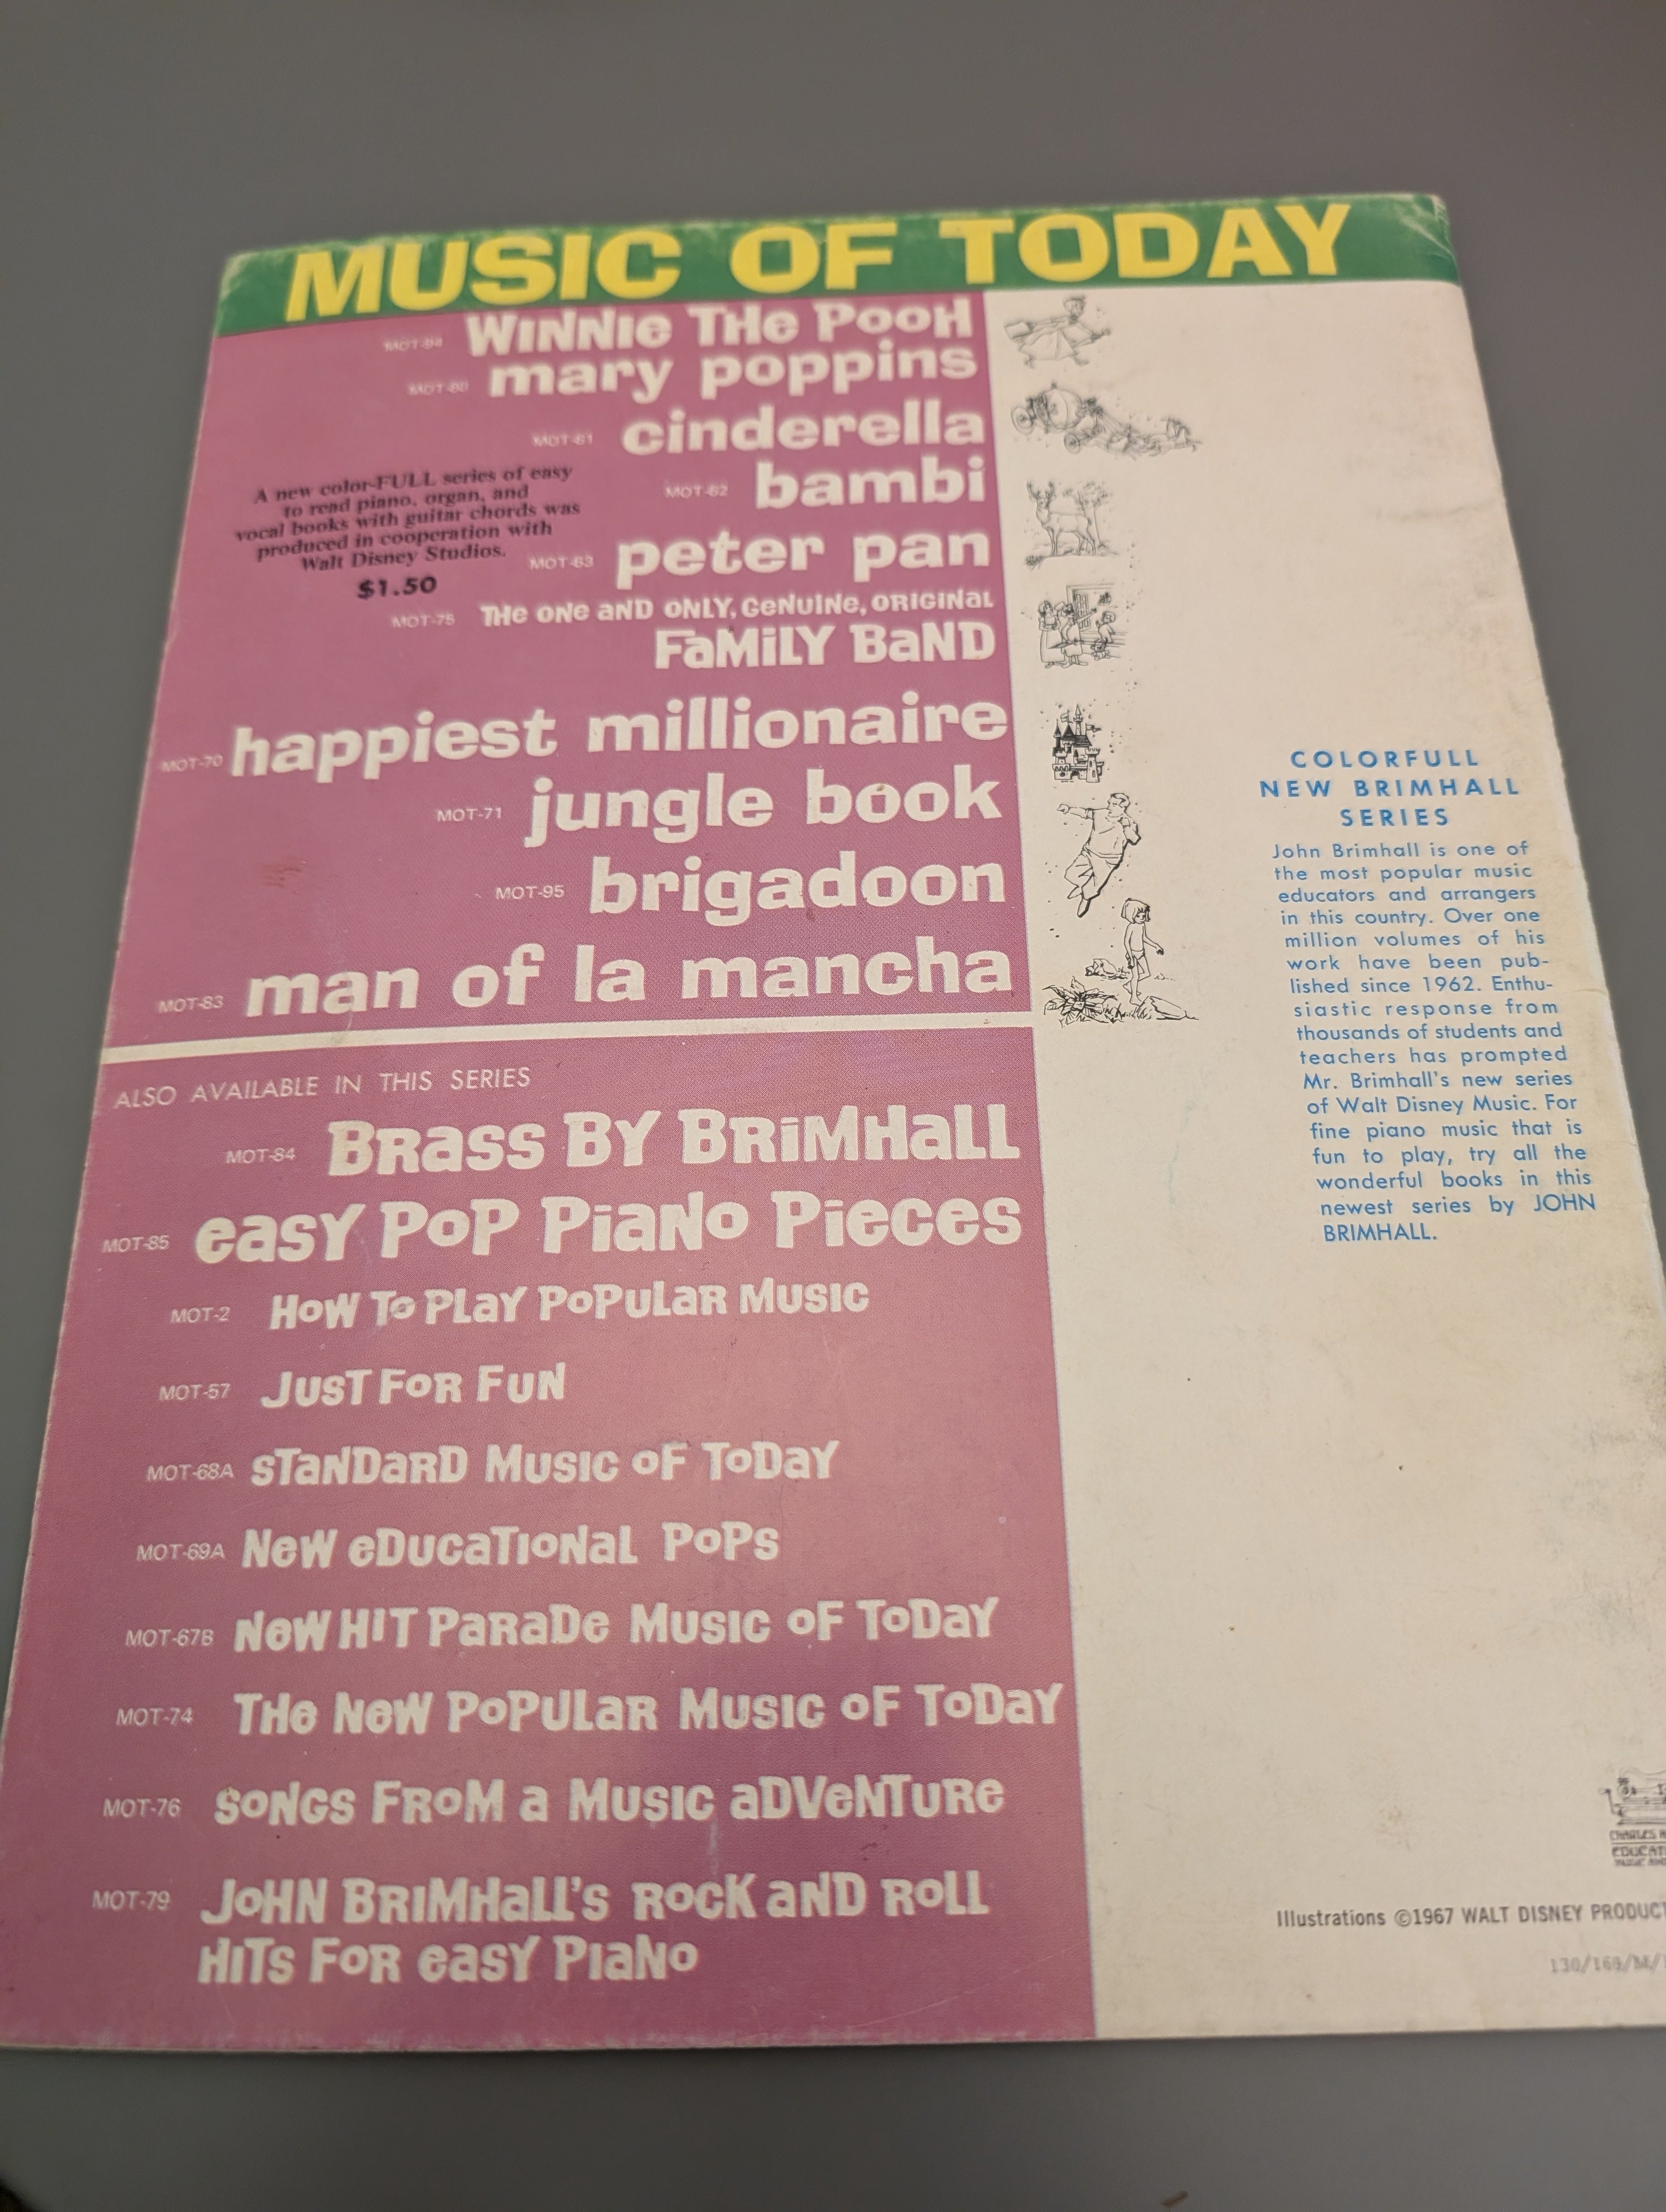 MUSIC OF TODAY
WINNIE THE POOH
MOT-80 mary poppins
MOT-61 cinderella
MOT-62 bambi
A new color-FULL series of easy
to read piano, organ, and
vocal books with guitar chords was
produced in cooperation with
Walt Disney Studios.
$1.50
MOT-63 peter pan
MOT-75 THE ONE AND ONLY, GENUINE, ORIGINAL
FAMILY BAND
MOT-70 happiest millionaire
MOT-71 jungle book
MOT-95 brigadoon
MOT-83 man of la mancha
ALSO AVAILABLE IN THIS SERIES
MOT-84 BRASS BY BRIMHALL
MOT-85 EASY POP PIANO PIECES
MOT-2 HOW TO PLAY POPULAR MUSIC
MOT-57 JUST FOR FUN
MOT-68A STANDARD MUSIC OF TODAY
MOT-69A NEW EDUCATIONAL POPS
MOT-67B NEW HIT PARADE MUSIC OF TODAY
MOT-74 THE NEW POPULAR MUSIC OF TODAY
MOT-76 SONGS FROM A MUSIC ADVENTURE
MOT-79 JOHN BRIMHALL'S ROCK AND ROLL
HITS FOR EASY PIANO
COLORFULL
NEW BRIMHALL
SERIES
John Brimhall is one of
the most popular music
educators and arrangers
in this country. Over one
million volumes of his
work have been pub-
lished since 1962. Enthu-
siastic response from
thousands of students and
teachers has prompted
Mr. Brimhall's new series
of Walt Disney Music. For
fine piano music that is
fun to play, try all the
wonderful books in this
newest series by JOHN
BRIMHALL.
CHARLES
EDUCAT
MUSIC
Illustrations ©1967 WALT DISNEY PRODUCT